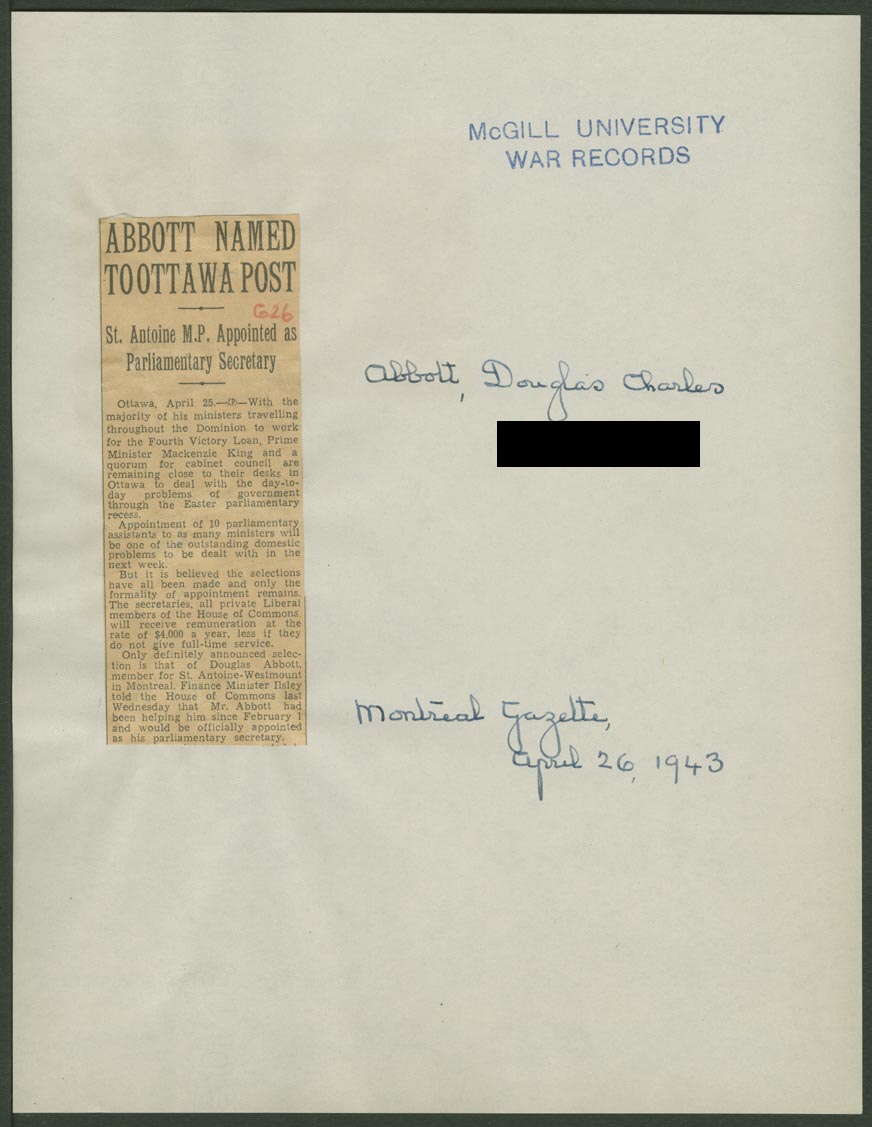 McGILL UNIVERSITY
WAR RECORDS
ABBOTT NAMED
TO OTTAWA POST
G26
St. Antoine M.P. Appointed as
Parliamentary Secretary
Ottawa, April 25.—(CP)—With the
majority of his ministers travelling
throughout the Dominion to work
for the Fourth Victory Loan, Prime
Minister Mackenzie King and a
quorum for cabinet council are
remaining close to their desks in
Ottawa to deal with the day-to-
day problems of government
through the Easter parliamentary
recess.
Appointment of 10 parliamentary
assistants to as many ministers will
be one of the outstanding domestic
problems to be dealt with in the
next week.
But it is believed the selections
have all been made and only the
formality of appointment remains.
The secretaries, all private Liberal
members of the House of Commons,
will receive remuneration at the
rate of $4,000 a year, less if they
do not give full-time service.
Only definitely announced selec-
tion is that of Douglas Abbott,
member for St. Antoine-Westmount
in Montreal. Finance Minister Ilsley
told the House of Commons last
Wednesday that Mr. Abbott had
been helping him since February 1
and would be officially appointed
as his parliamentary secretary.
Abbott, Douglas Charles
Montreal Gazette,
April 26, 1943